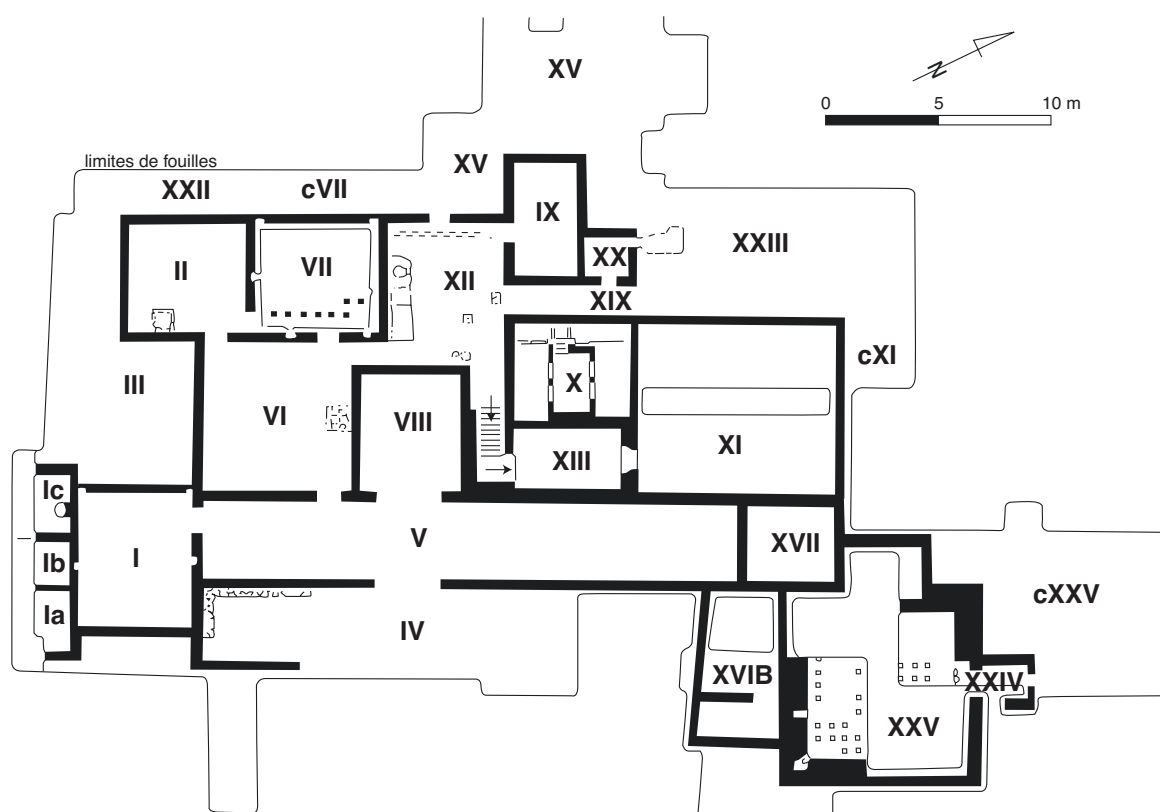 XV
N
0 5 10 m
limites de fouilles
XXII
cVII
XV
IX
XXIII
II
VII
XII
XX
XIX
III
X
cXI
VI
VIII
XIII
XI
Ic
I
V
XVII
Ib
Ia
IV
cXXV
XVIB
XXIV
XXV